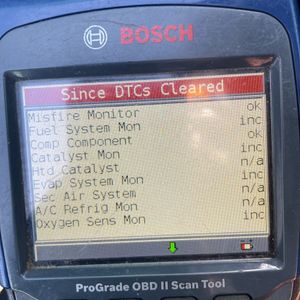 BOSCH
Since DTCs Cleared
Misfire Monitor ok
Fuel System Mon inc
Comp Component ok
Catalyst Mon inc
Htd Catalyst n/a
Evap System Mon inc
Sec Air System n/a
A/C Refrig Mon n/a
Oxygen Sens Mon inc
ProGrade OBD II Scan Tool